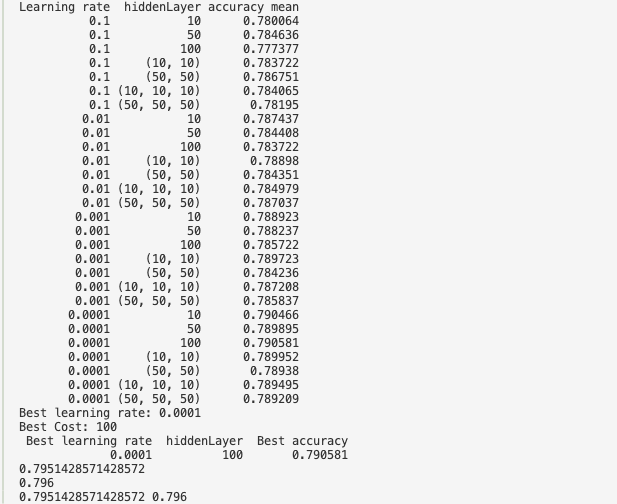 Learning rate  hiddenLayer accuracy mean
0.1 10 0.780064
0.1 50 0.784636
0.1 100 0.777377
0.1 (10, 10) 0.783722
0.1 (50, 50) 0.786751
0.1 (10, 10, 10) 0.784065
0.1 (50, 50, 50) 0.78195
0.01 10 0.787437
0.01 50 0.784408
0.01 100 0.783722
0.01 (10, 10) 0.78898
0.01 (50, 50) 0.784351
0.01 (10, 10, 10) 0.784979
0.01 (50, 50, 50) 0.787037
0.001 10 0.788923
0.001 50 0.788237
0.001 100 0.785722
0.001 (10, 10) 0.789723
0.001 (50, 50) 0.784236
0.001 (10, 10, 10) 0.787208
0.001 (50, 50, 50) 0.785837
0.0001 10 0.790466
0.0001 50 0.789895
0.0001 100 0.790581
0.0001 (10, 10) 0.789952
0.0001 (50, 50) 0.78938
0.0001 (10, 10, 10) 0.789495
0.0001 (50, 50, 50) 0.789209
Best learning rate: 0.0001
Best Cost: 100
Best learning rate  hiddenLayer  Best accuracy
0.0001 100 0.790581
0.7951428571428572
0.796
0.7951428571428572 0.796